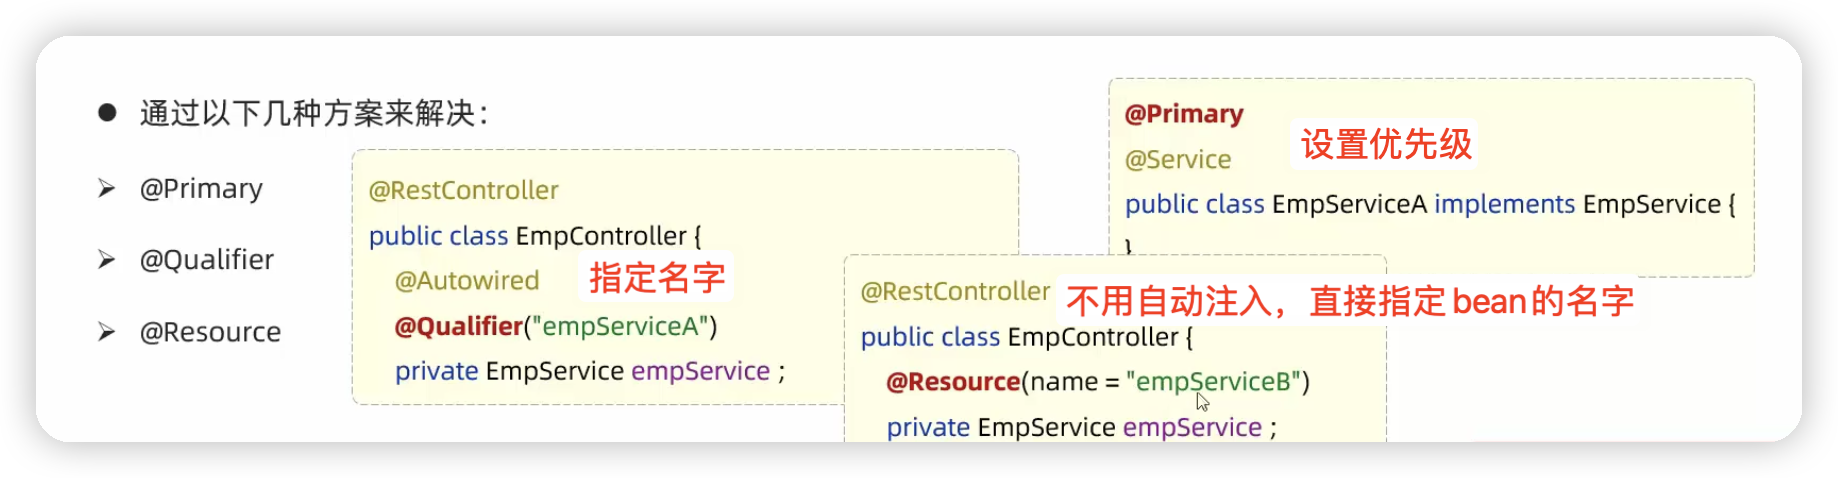 ● 通过以下几种方案来解决：
➢ @Primary
➢ @Qualifier
➢ @Resource
@RestController
public class EmpController {
@Autowired
指定名字
@Qualifier("empServiceA")
private EmpService empService ;
@Primary
设置优先级
@Service
public class EmpServiceA implements EmpService {
}
@RestController
不用自动注入，直接指定bean的名字
public class EmpController {
@Resource(name = "empServiceB")
private EmpService empService ;